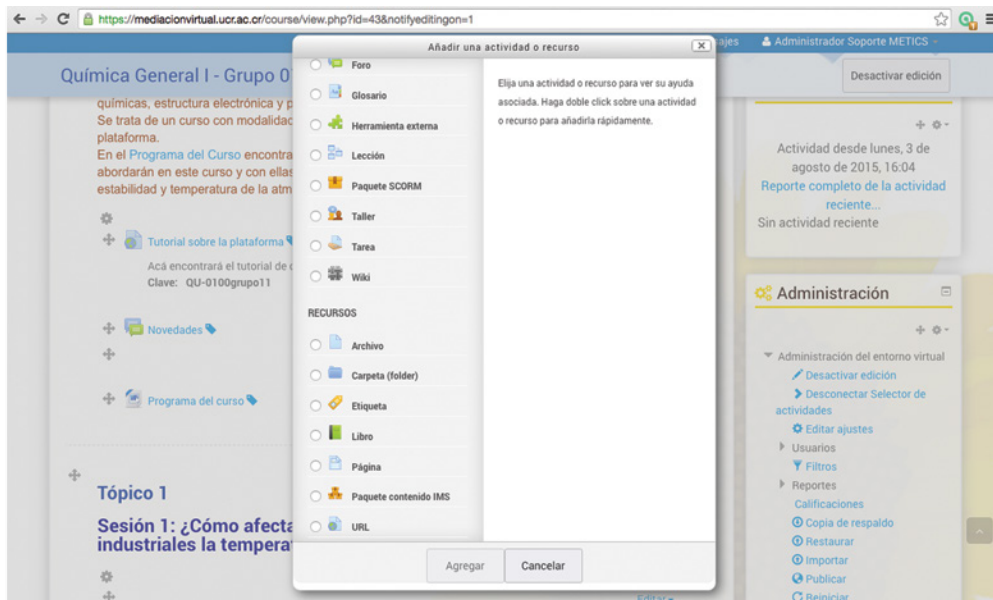 https://mediacionvirtual.ucr.ac.cr/course/view.php?id=43&notifyeditingon=1
Administrador Soporte METICS
Química General I - Grupo 0
Desactivar edición
químicas, estructura electrónica y p
Se trata de un curso con modalidad
plataforma.
En el Programa del Curso encontra
abordarán en este curso y con ellas
estabilidad y temperatura de la atm
Tutorial sobre la plataforma
Acá encontrará el tutorial de
Clave: QU-0100grupo11
Novedades
Programa del curso
Tópico 1
Sesión 1: ¿Cómo afecta
industriales la tempera
Añadir una actividad o recurso
Foro
Glosario
Herramienta externa
Lección
Paquete SCORM
Taller
Tarea
Wiki
RECURSOS
Archivo
Carpeta (folder)
Etiqueta
Libro
Página
Paquete contenido IMS
URL
Elija una actividad o recurso para ver su ayuda
asociada. Haga doble click sobre una actividad
o recurso para añadirla rápidamente.
Agregar
Cancelar
Editar
Actividad desde lunes, 3 de
agosto de 2015, 16:04
Reporte completo de la actividad
reciente...
Sin actividad reciente
Administración
Administración del entorno virtual
Desactivar edición
Desconectar Selector de
actividades
Editar ajustes
Usuarios
Filtros
Reportes
Calificaciones
Copia de respaldo
Restaurar
Importar
Publicar
Reiniciar